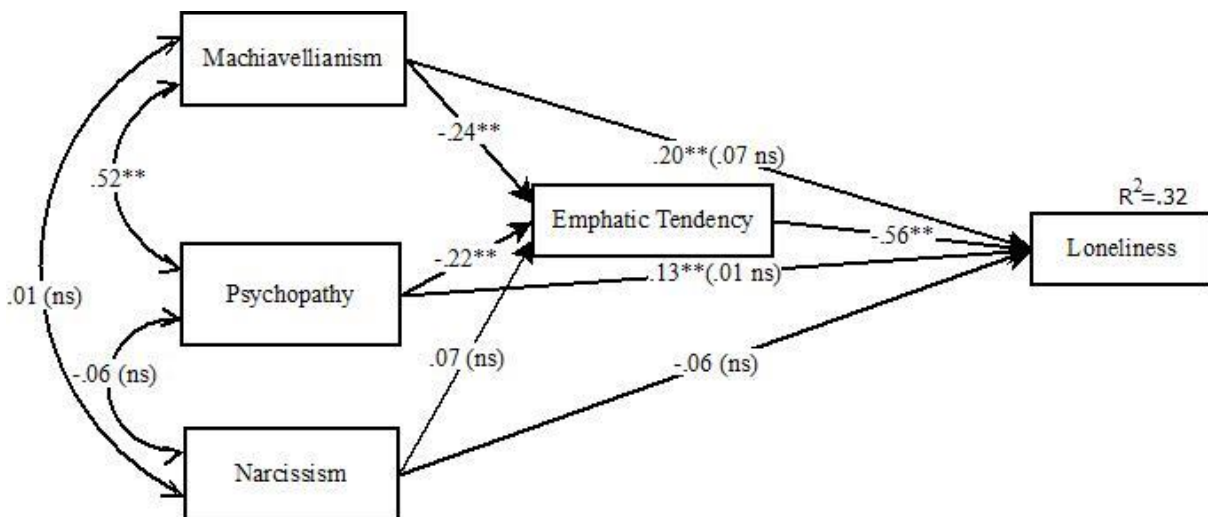 Machiavellianism
-.24**
.20**(.07 ns)
.52**
R²=.32
Emphatic Tendency
-.56**
Loneliness
-.22**
.13**(.01 ns)
Psychopathy
.01 (ns)
-.06 (ns)
.07 (ns)
-.06 (ns)
Narcissism